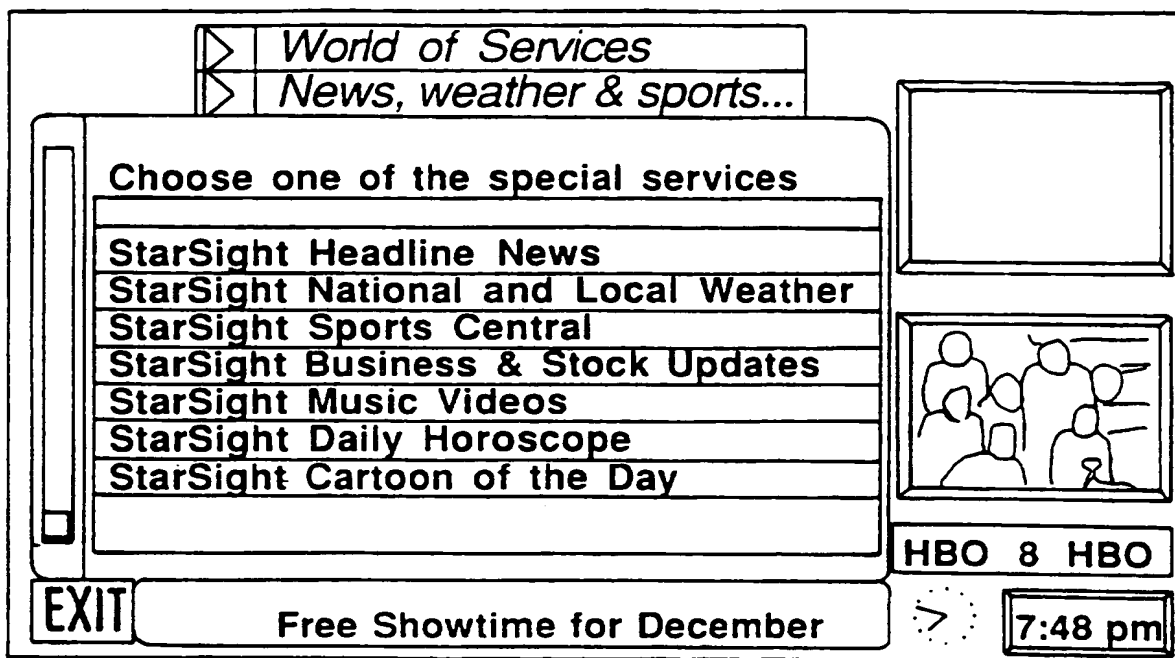 World of Services
News, weather & sports...
Choose one of the special services
StarSight Headline News
StarSight National and Local Weather
StarSight Sports Central
StarSight Business & Stock Updates
StarSight Music Videos
StarSight Daily Horoscope
StarSight Cartoon of the Day
HBO 8 HBO
EXIT
Free Showtime for December
7:48 pm